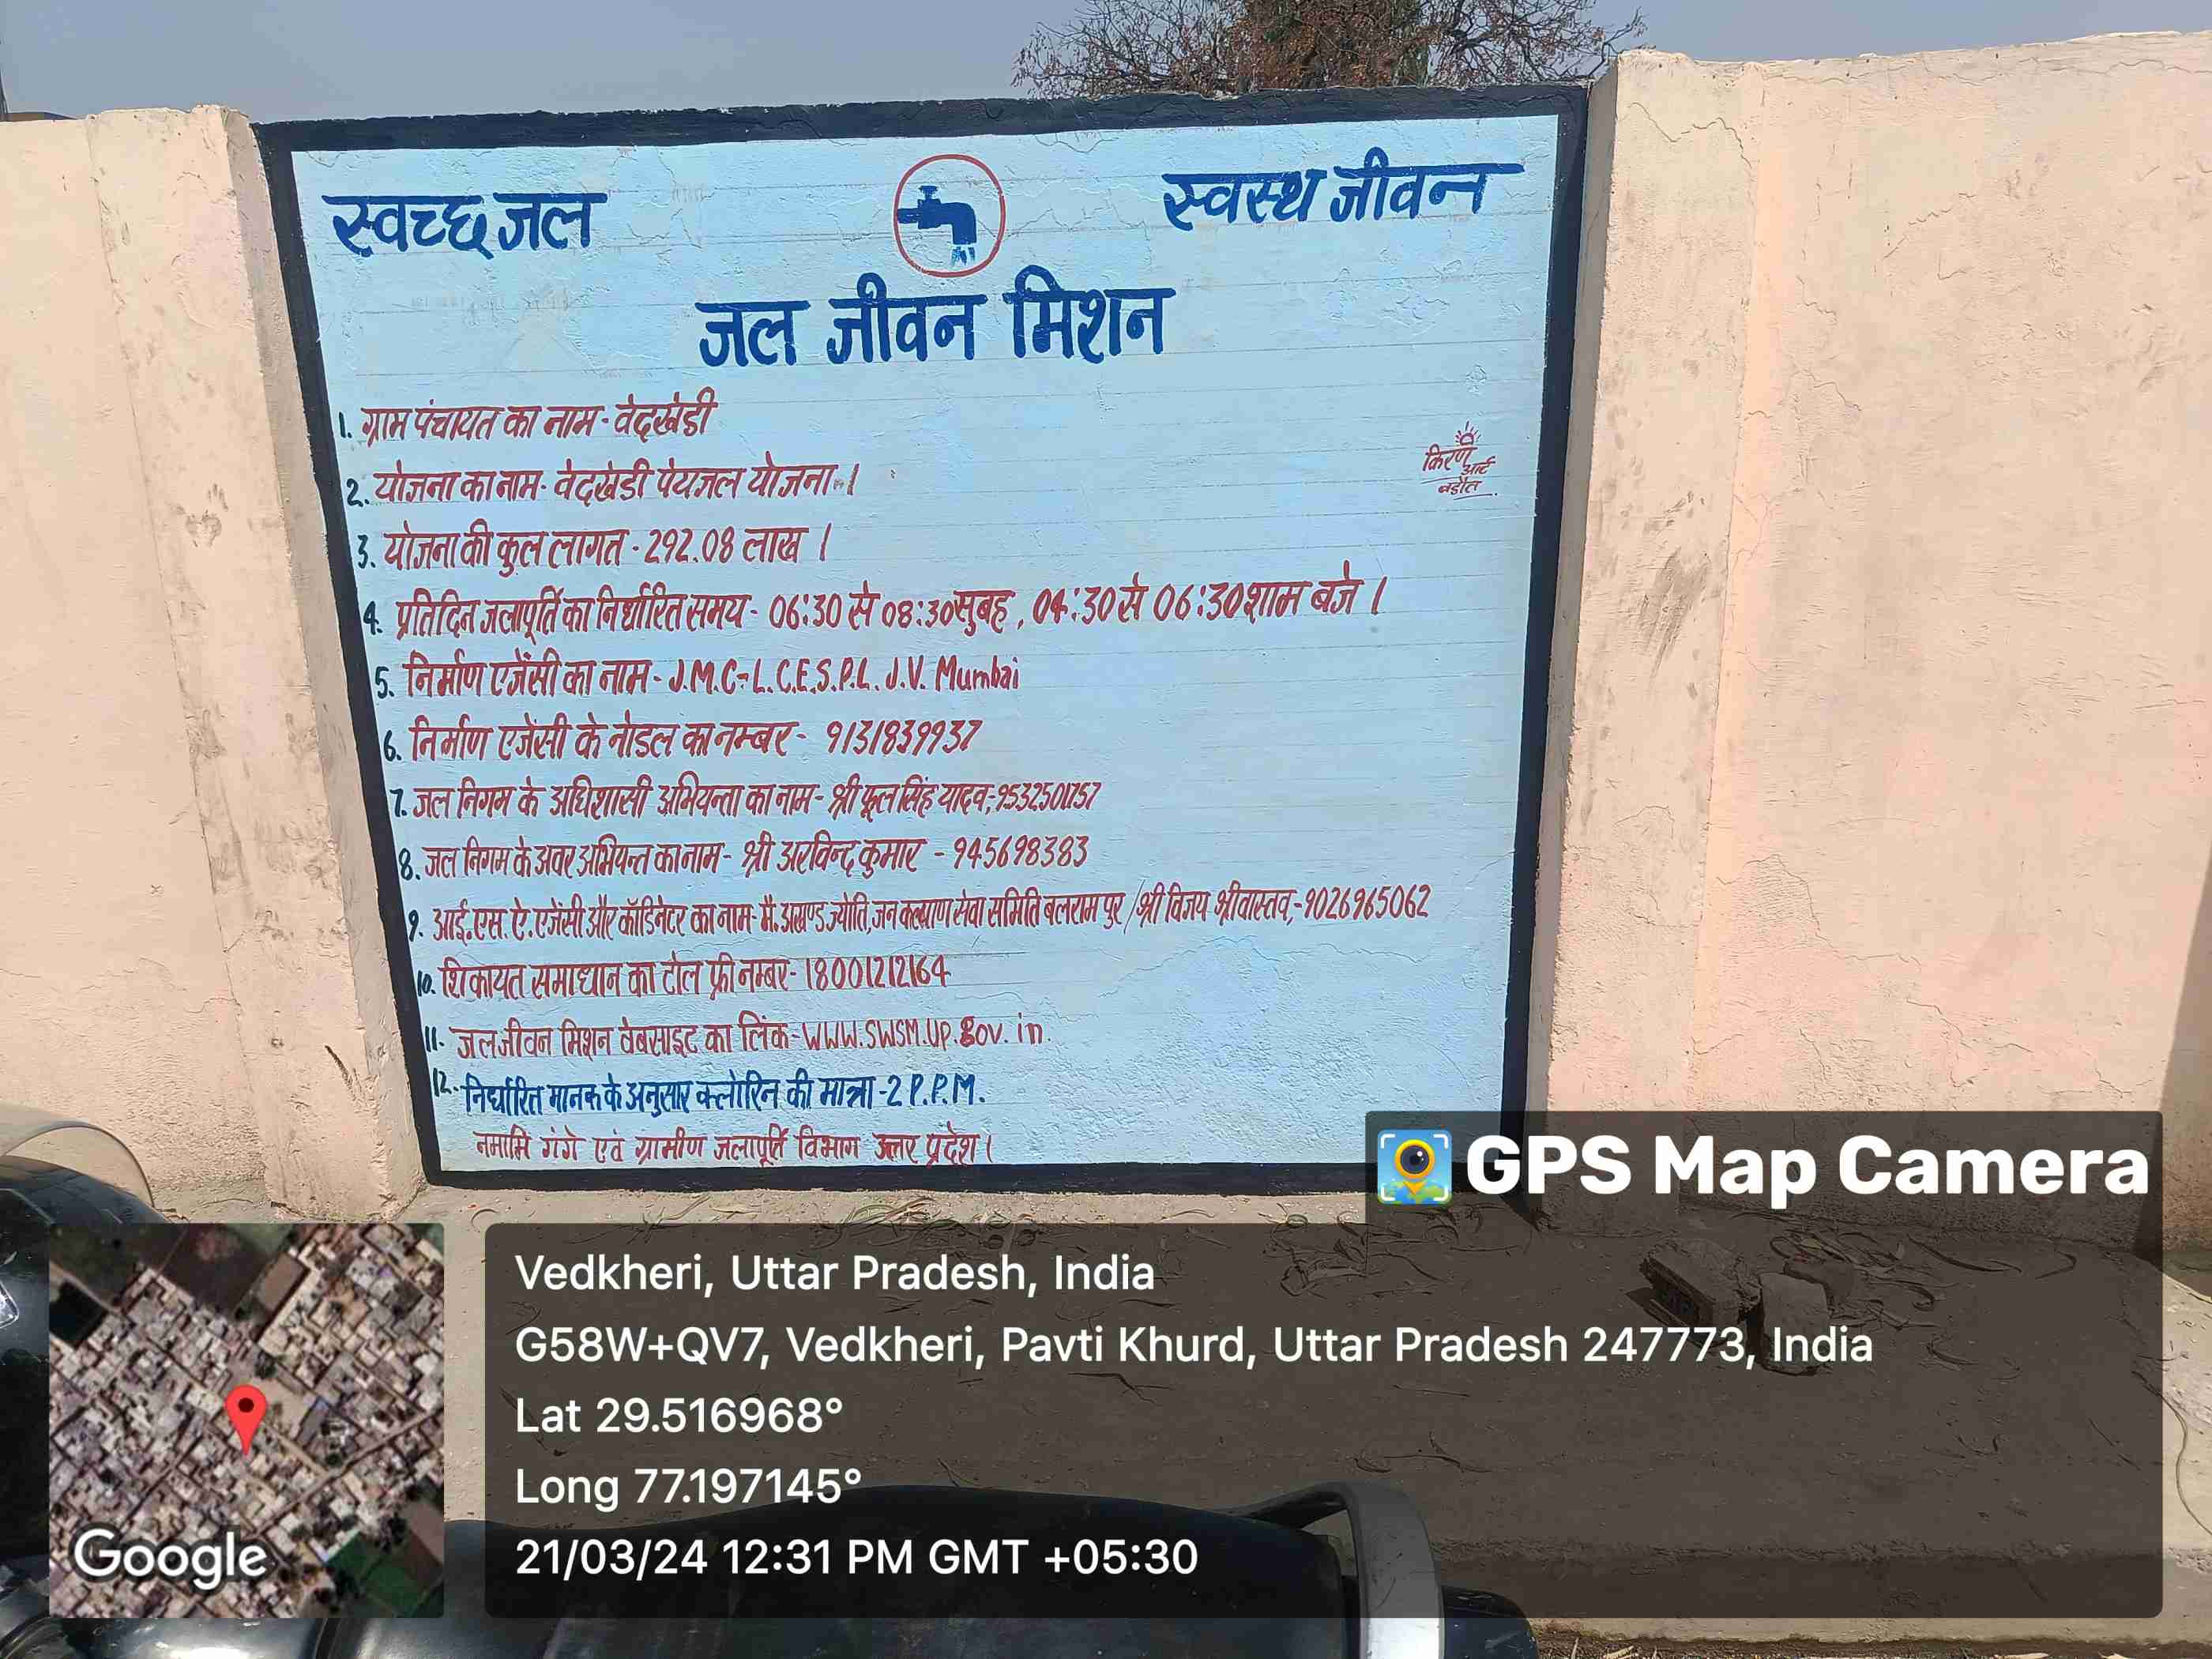 स्वच्छ जल
स्वस्थ जीवन
जल जीवन मिशन
1. ग्राम पंचायत का नाम - वेदखेडी
2. योजना का नाम - वेदखेडी पेयजल योजना ।
3. योजना की कुल लागत - 292.08 लाख ।
किरण आर्ट
बडौत
4. प्रतिदिन जलापूर्ति का निर्धारित समय - 06:30 से 08:30 सुबह , 04:30 से 06:30 शाम बजे ।
5. निर्माण एजेंसी का नाम - J.M.C-L.C.E.S.P.L. J.V. Mumbai
6. निर्माण एजेंसी के नोडल का नम्बर - 9131839937
7. जल निगम के अधिशासी अभियन्ता का नाम - श्री फूल सिंह यादव, 9532501757
8. जल निगम के अवर अभियन्त का नाम - श्री अरविन्द कुमार - 945698383
9. आई.एस.ऐ. एजेंसी और कॉडिनेटर का नाम - मै. अखण्ड ज्योति, जन कल्याण सेवा समिति बलराम पुर / श्री विजय श्रीवास्तव, - 9026965062
10. शिकायत समाधान का टोल फ्री नम्बर - 18001212164
11. जल जीवन मिशन वेबसाइट का लिंक - WWW.SWSM.UP.gov.in.
12. निर्धारित मानक के अनुसार क्लोरिन की मात्रा - 2 P.P.M.
नमामि गंगे एवं ग्रामीण जलापूर्ति विभाग उत्तर प्रदेश ।
GPS Map Camera
Vedkheri, Uttar Pradesh, India
G58W+QV7, Vedkheri, Pavti Khurd, Uttar Pradesh 247773, India
Lat 29.516968°
Long 77.197145°
21/03/24 12:31 PM GMT +05:30
Google